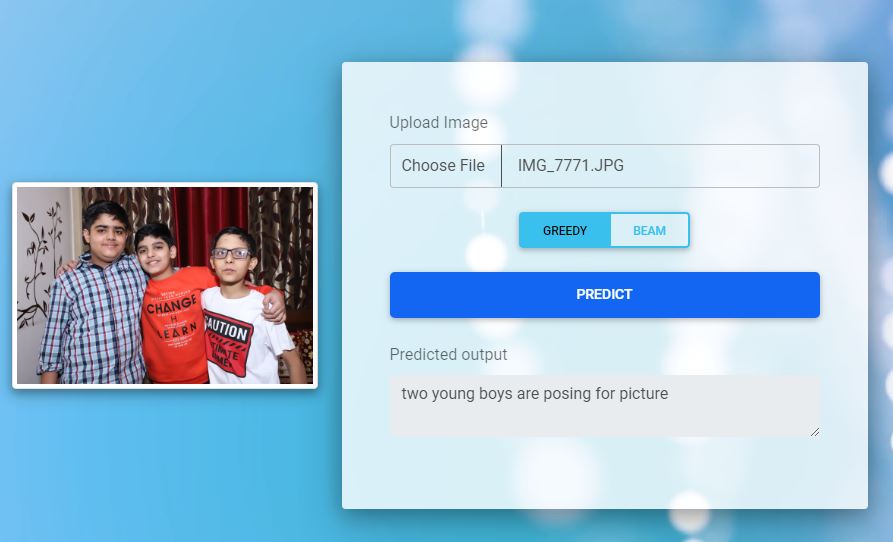 Upload Image
Choose File IMG_7771.JPG
GREEDY BEAM
PREDICT
Predicted output
two young boys are posing for picture
CHANGE
LEARN
CAUTION